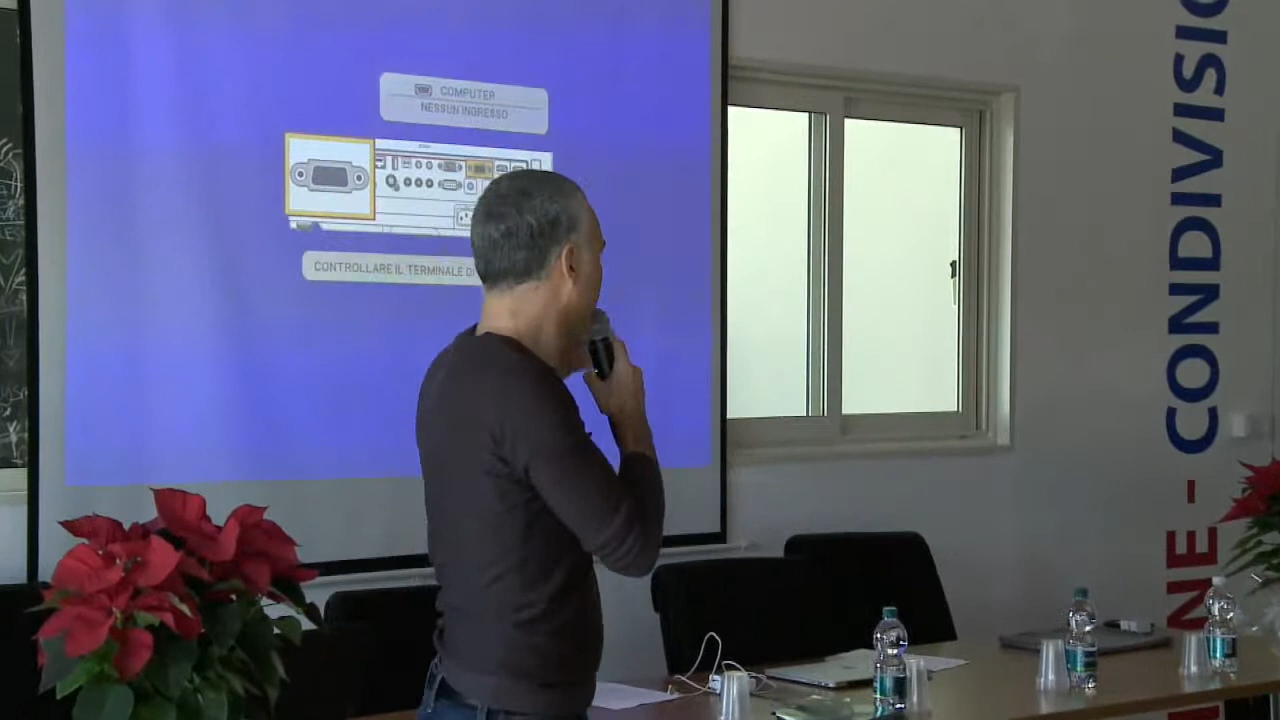 COMPUTER
NESSUN INGRESSO
CONTROLLARE IL TERMINALE DI
NE - CONDIVISIO